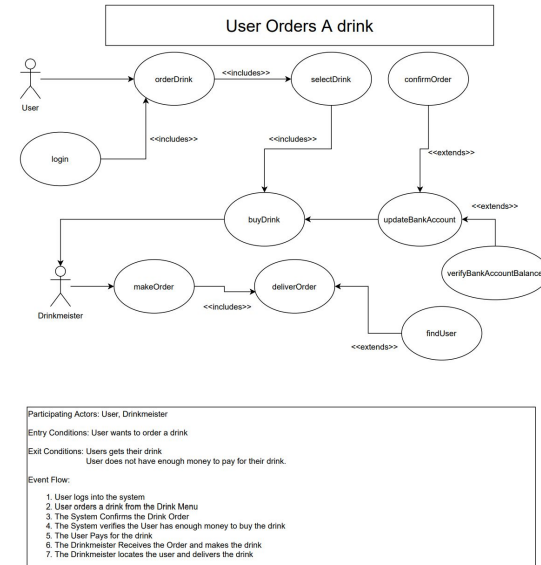 User Orders A drink
orderDrink
<<includes>>
selectDrink
confirmOrder
User
<<includes>>
<<includes>>
login
<<extends>>
<<extends>>
buyDrink
updateBankAccount
verifyBankAccountBalance
makeOrder
deliverOrder
<<includes>>
Drinkmeister
findUser
<<extends>>
Participating Actors: User, Drinkmeister
Entry Conditions: User wants to order a drink
Exit Conditions: Users gets their drink
User does not have enough money to pay for their drink.
Event Flow:
1. User logs into the system
2. User orders a drink from the Drink Menu
3. The System Confirms the Drink Order
4. The System verifies the User has enough money to buy the drink
5. The User Pays for the drink
6. The Drinkmeister Receives the Order and makes the drink
7. The Drinkmeister locates the user and delivers the drink